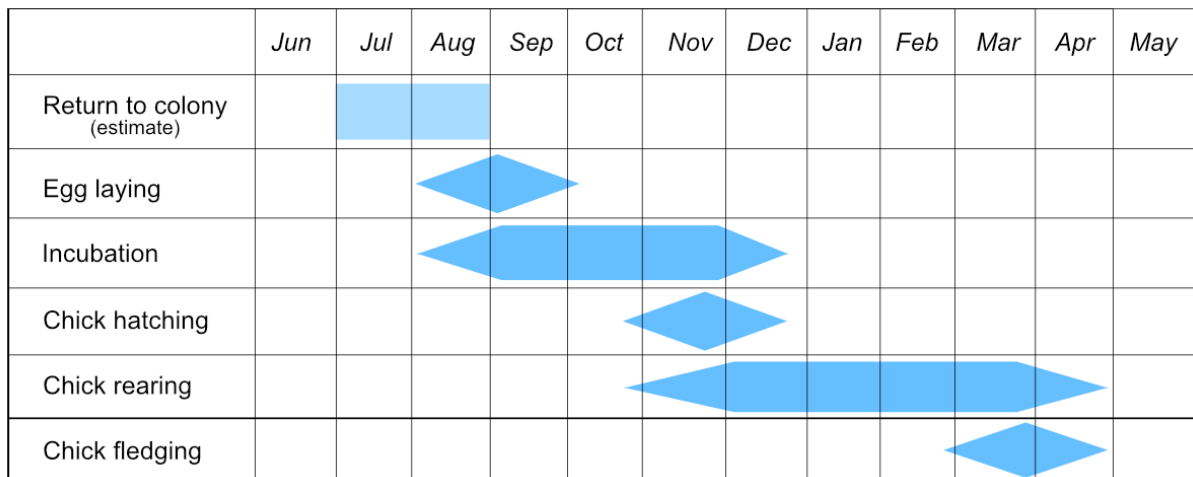 Jun Jul Aug Sep Oct Nov Dec Jan Feb Mar Apr May
Return to colony
(estimate)
Egg laying
Incubation
Chick hatching
Chick rearing
Chick fledging